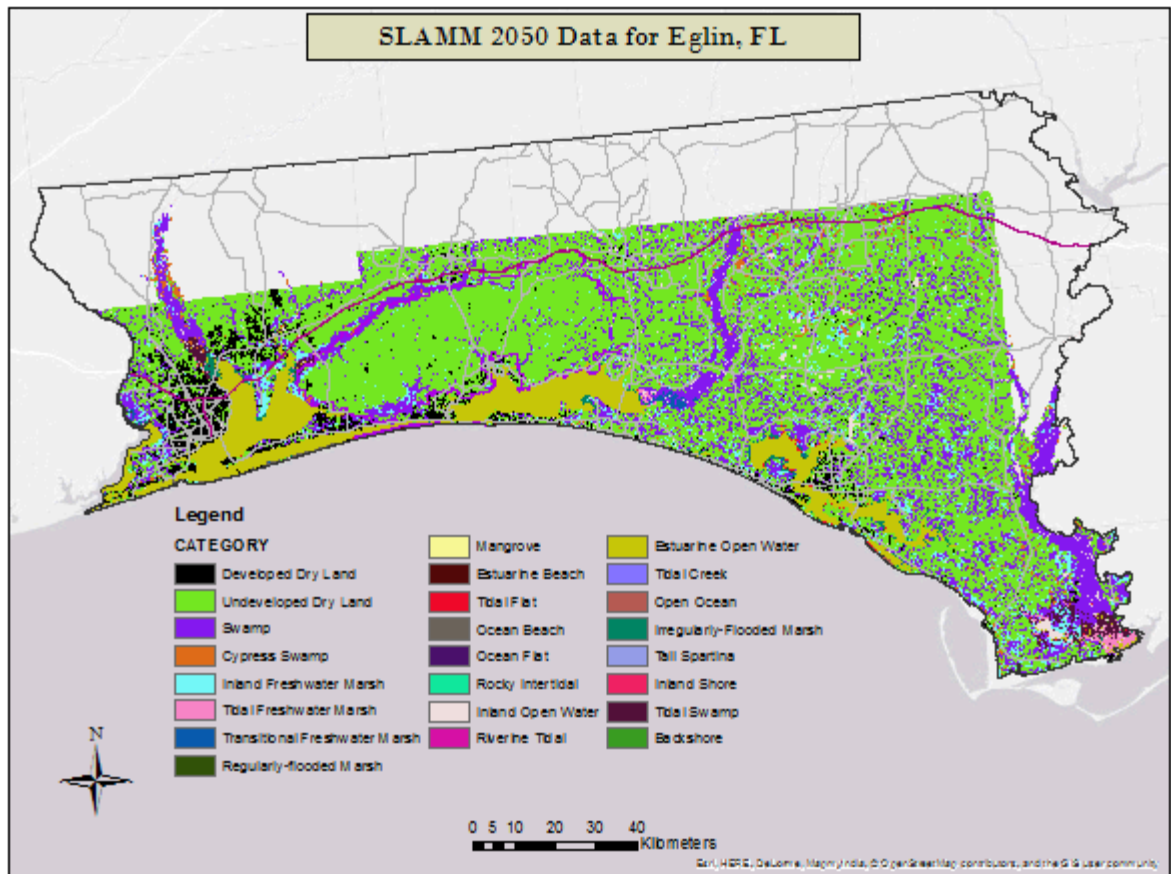 SLAMM 2050 Data for Eglin, FL
Legend
CATEGORY
Developed Dry Land
Undeveloped Dry Land
Swamp
Cypress Swamp
Inland Freshwater Marsh
Tidal Freshwater Marsh
Transitional Freshwater Marsh
Regularly-flooded Marsh
Mangrove
Estuarine Beach
Tidal Flat
Ocean Beach
Ocean Flat
Rocky Intertidal
Inland Open Water
Riverine Tidal
Estuarine Open Water
Tidal Creek
Open Ocean
Irregularly-Flooded Marsh
Tall Spartina
Inland Shore
Tidal Swamp
Backshore
N
0 5 10 20 30 40
Kilometers
Esri, HERE, DeLorme, MapmyIndia, © OpenStreetMap contributors, and the GIS user community